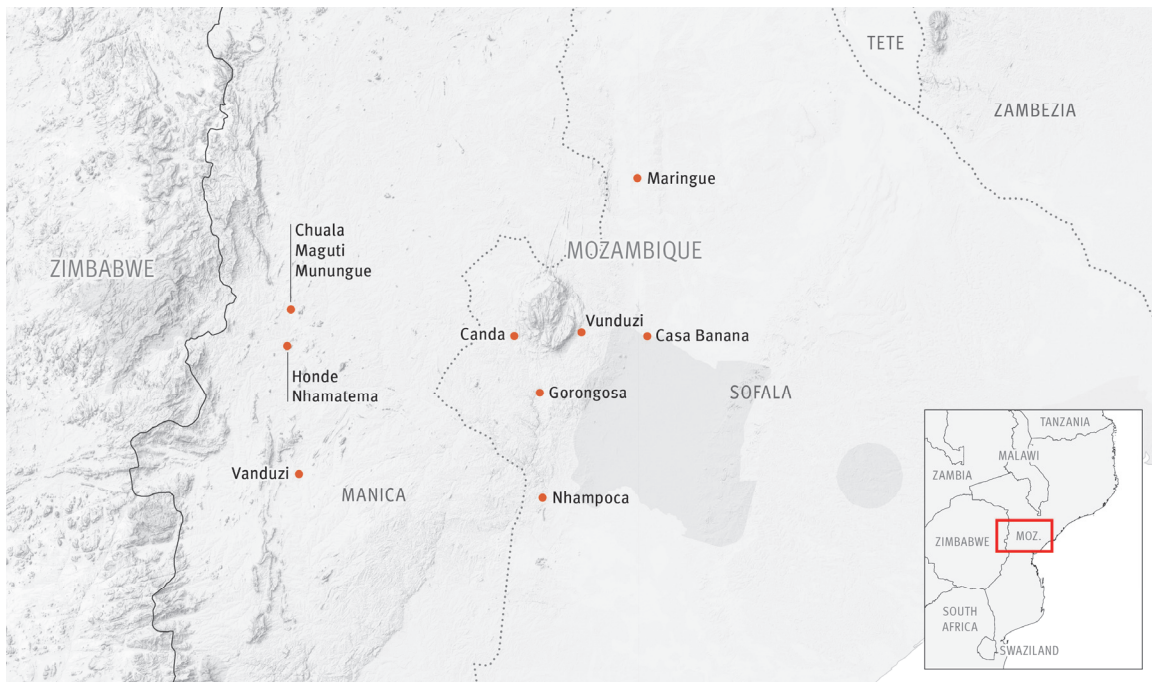 TETE
ZAMBEZIA
Maringue
Chuala
Maguti
Munungue
MOZAMBIQUE
ZIMBABWE
Vunduzi
Canda
Casa Banana
Honde
Nhamatema
Gorongosa
SOFALA
Vanduzi
MANICA
Nhampoca
TANZANIA
MALAWI
ZAMBIA
ZIMBABWE
MOZ.
SOUTH
AFRICA
SWAZILAND